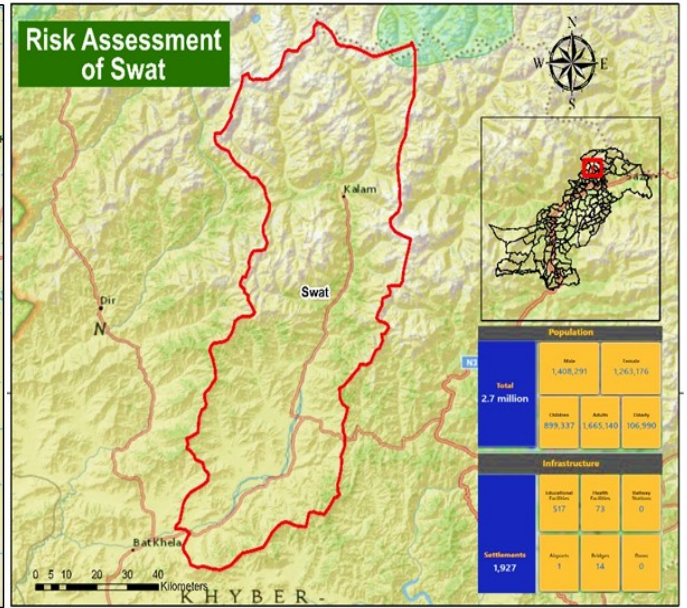 Risk Assessment
of Swat
N
W
E
S
Kalam
Swat
Dir
N
N3
BatKhela
0 5 10 20 30 40
Kilometers
KHYBER -
Population
Total
2.7 million
Male
1,408,291
Female
1,263,176
Children
899,337
Adults
1,665,140
Elderly
106,990
Infrastructure
Settlements
1,927
Educational
Facilities
517
Health
Facilities
73
Railway
Stations
0
Airports
1
Bridges
14
0